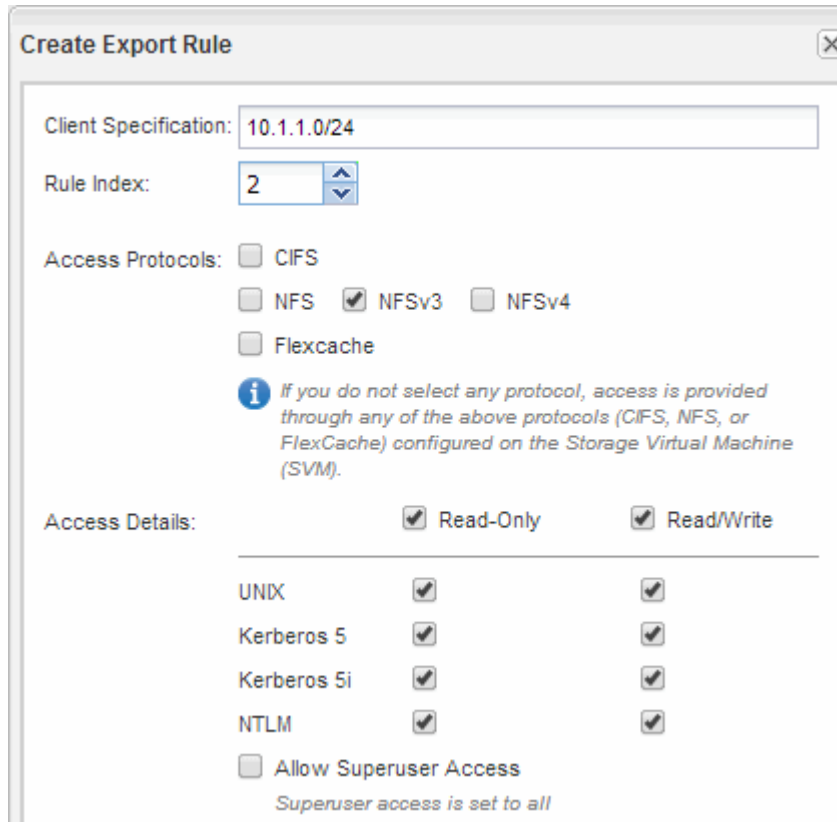 Create Export Rule
Client Specification: 10.1.1.0/24
Rule Index: 2
Access Protocols: CIFS
NFS NFSv3 NFSv4
Flexcache
If you do not select any protocol, access is provided
through any of the above protocols (CIFS, NFS, or
FlexCache) configured on the Storage Virtual Machine
(SVM).
Access Details: Read-Only Read/Write
UNIX
Kerberos 5
Kerberos 5i
NTLM
Allow Superuser Access
Superuser access is set to all